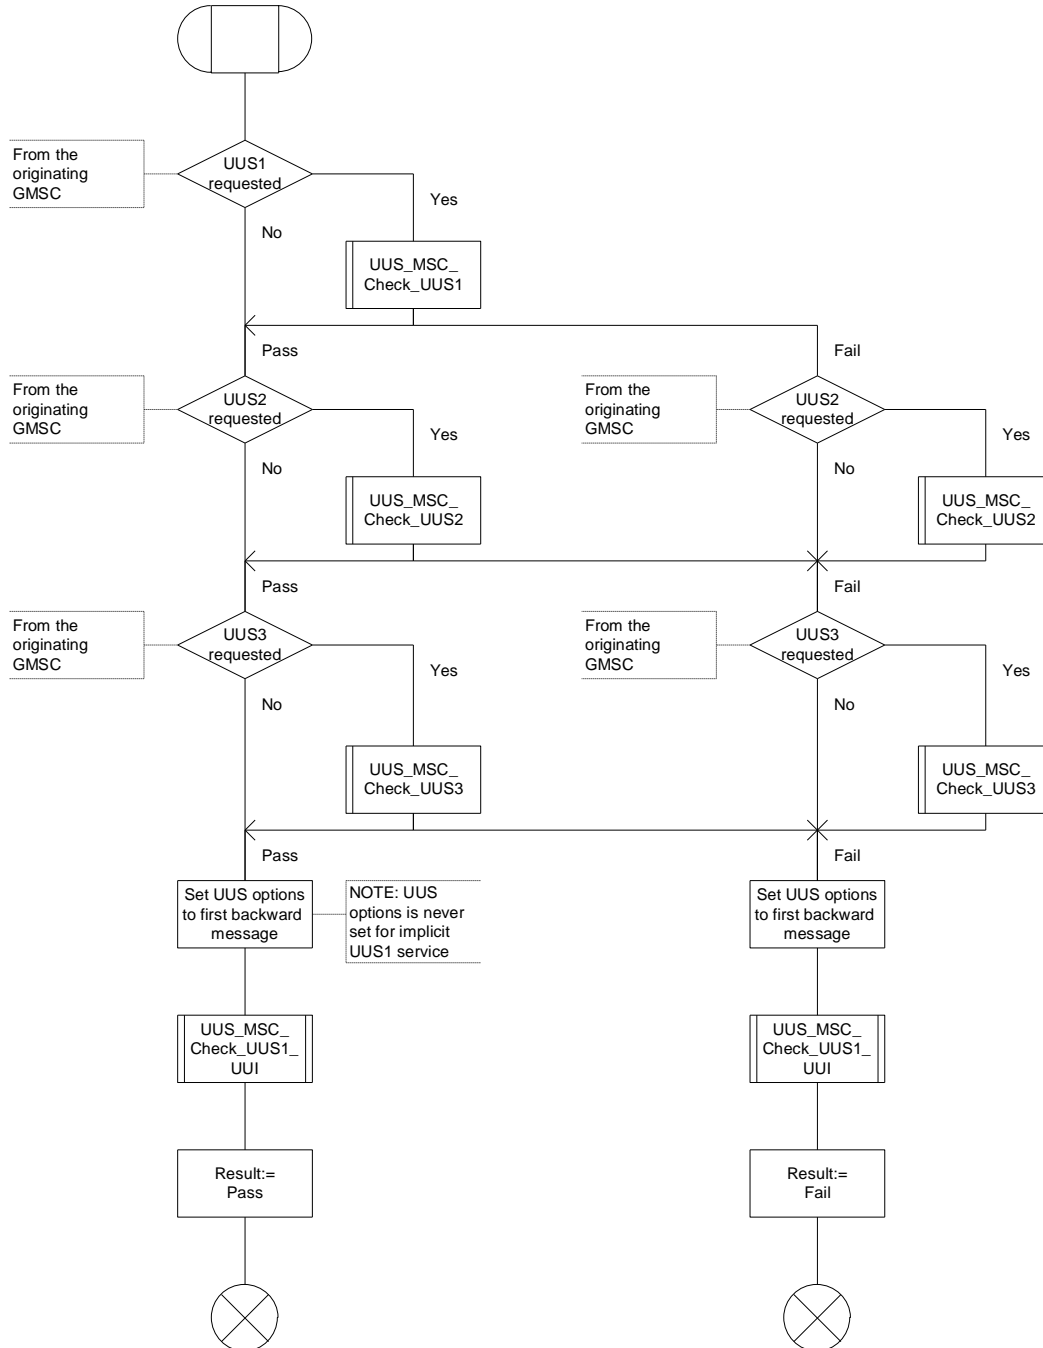 From the
originating
GMSC
UUS1
requested
Yes
No
UUS_MSC_
Check_UUS1
Pass
Fail
From the
originating
GMSC
UUS2
requested
Yes
No
UUS_MSC_
Check_UUS2
From the
originating
GMSC
UUS2
requested
Yes
No
UUS_MSC_
Check_UUS2
Pass
Fail
From the
originating
GMSC
UUS3
requested
Yes
No
UUS_MSC_
Check_UUS3
From the
originating
GMSC
UUS3
requested
Yes
No
UUS_MSC_
Check_UUS3
Pass
Fail
Set UUS options
to first backward
message
NOTE: UUS
options is never
set for implicit
UUS1 service
Set UUS options
to first backward
message
UUS_MSC_
Check_UUS1_
UUI
UUS_MSC_
Check_UUS1_
UUI
Result:=
Pass
Result:=
Fail